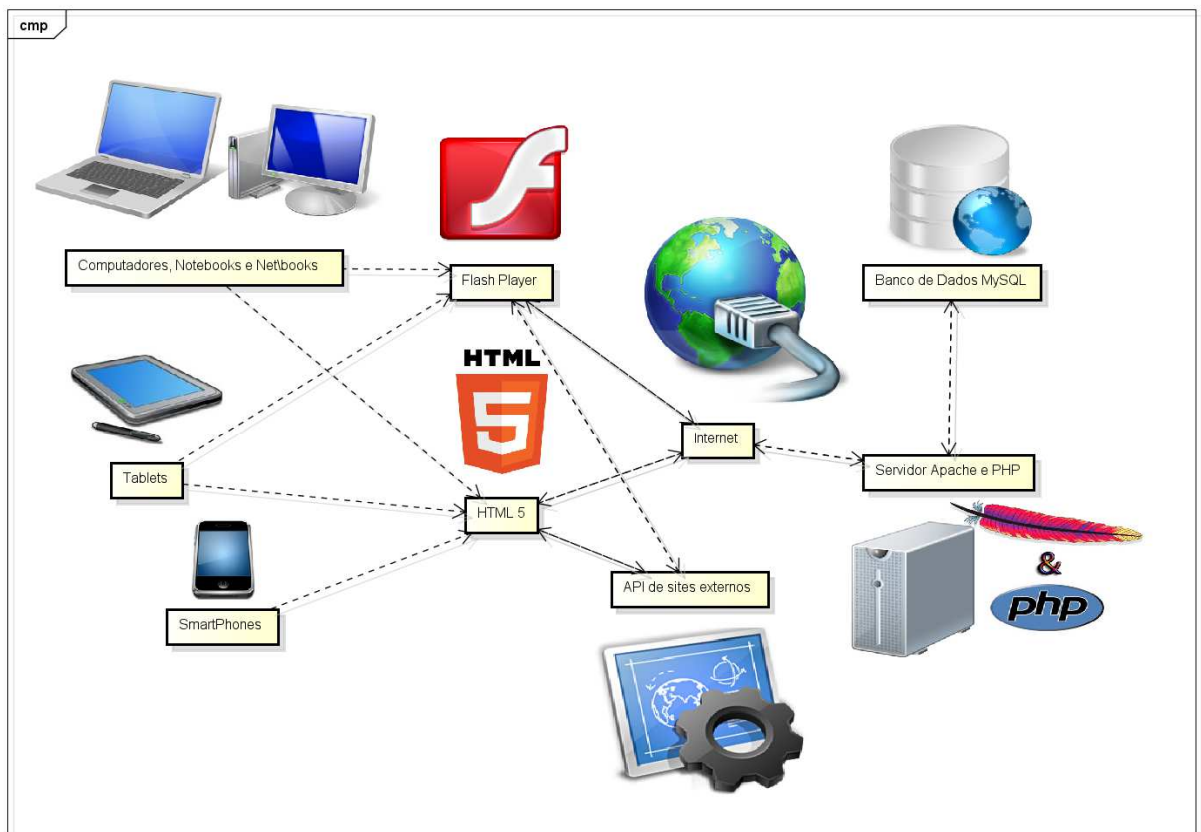 cmp
Computadores, Notebooks e Net\books
Flash Player
Banco de Dados MySQL
HTML
5
Tablets
Internet
Servidor Apache e PHP
HTML 5
API de sites externos
SmartPhones
&
php